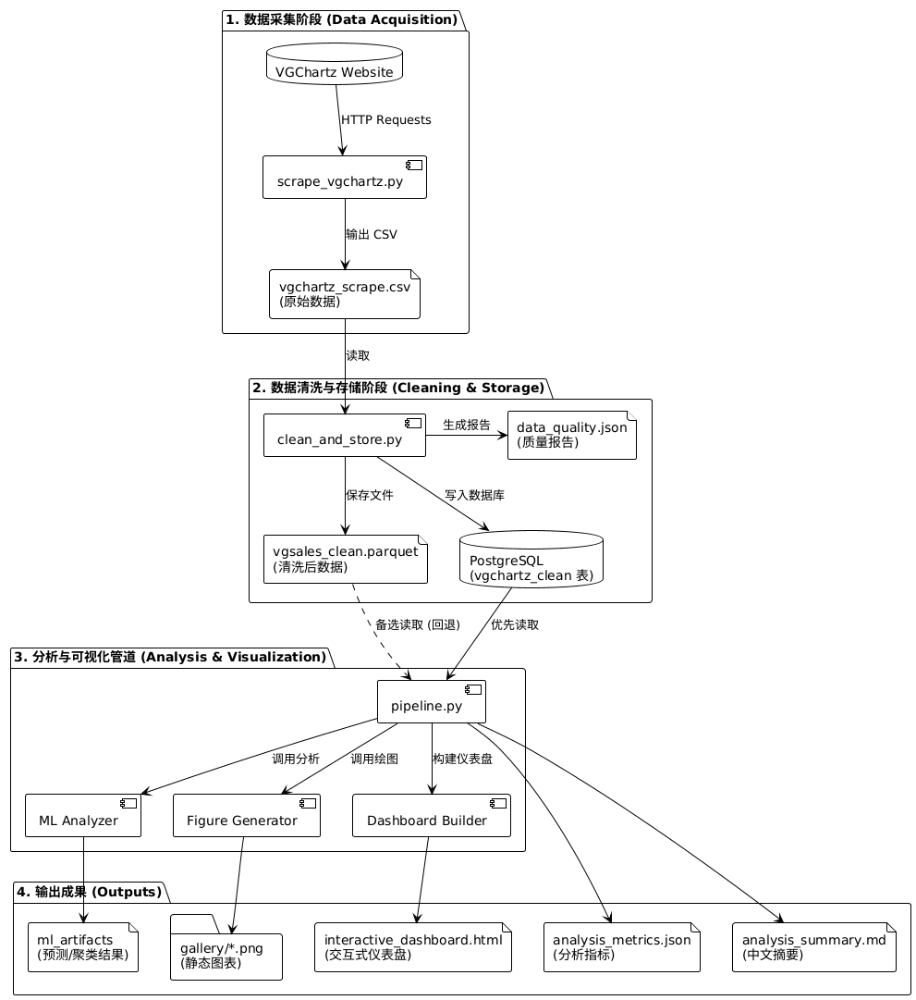 1. 数据采集阶段 (Data Acquisition)
VGChartz Website
HTTP Requests
scrape_vgchartz.py
输出 CSV
vgchartz_scrape.csv
(原始数据)
读取
2. 数据清洗与存储阶段 (Cleaning & Storage)
clean_and_store.py
生成报告
data_quality.json
(质量报告)
保存文件
写入数据库
vgsales_clean.parquet
(清洗后数据)
PostgreSQL
(vgchartz_clean 表)
备选读取 (回退)
优先读取
3. 分析与可视化管道 (Analysis & Visualization)
pipeline.py
调用分析
调用绘图
构建仪表盘
ML Analyzer
Figure Generator
Dashboard Builder
4. 输出成果 (Outputs)
ml_artifacts
(预测/聚类结果)
gallery/*.png
(静态图表)
interactive_dashboard.html
(交互式仪表盘)
analysis_metrics.json
(分析指标)
analysis_summary.md
(中文摘要)